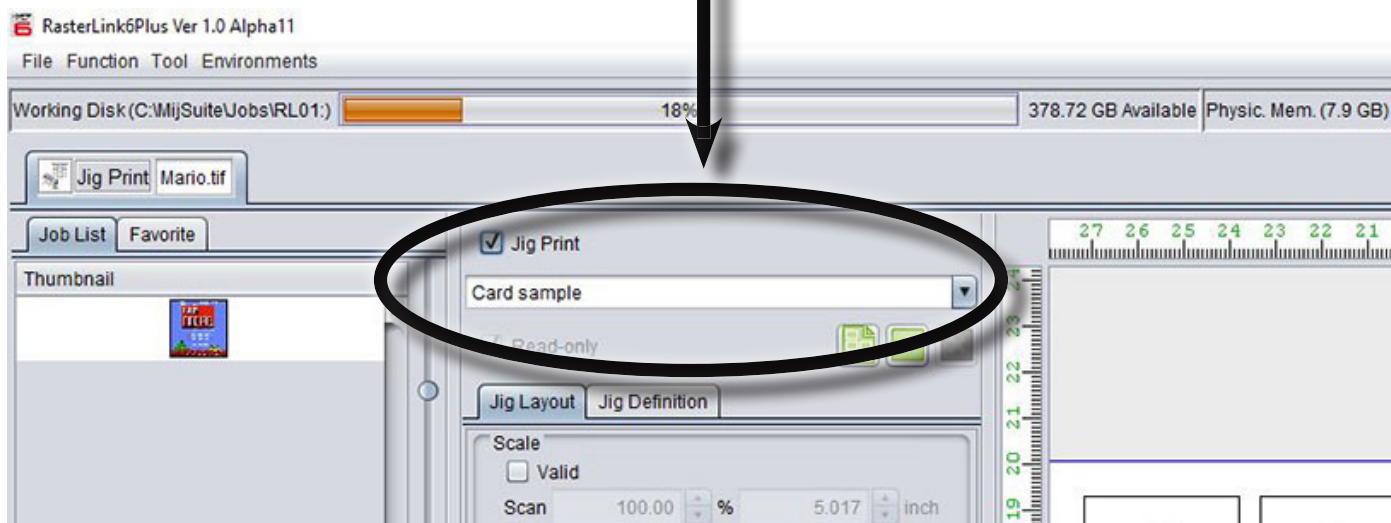 RasterLink6Plus Ver 1.0 Alpha11
File Function Tool Environments
Working Disk (C:\MijSuite\Jobs\RL01:) 18% 378.72 GB Available Physic. Mem. (7.9 GB)
Jig Print Mario.tif
Job List Favorite
Thumbnail
Jig Print
Card sample
Read-only
Jig Layout Jig Definition
Scale
Valid
Scan 100.00 % 5.017 inch
27 26 25 24 23 22 21
24
23
22
21
20
19